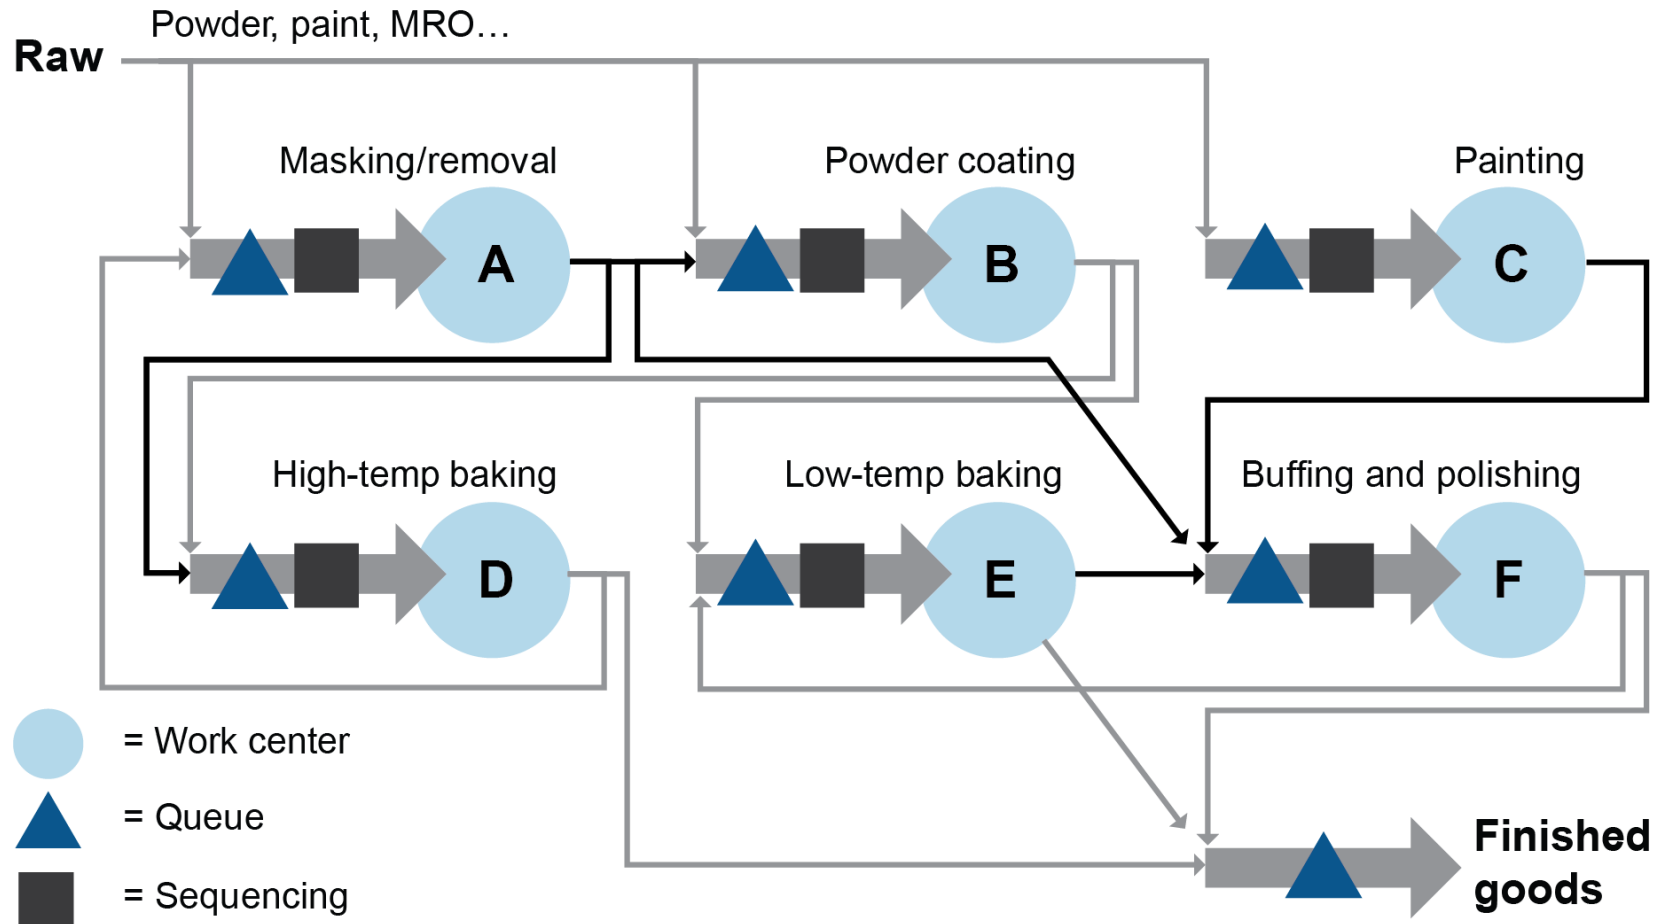 Powder, paint, MRO…
Raw
Masking/removal
Powder coating
Painting
A
B
C
High-temp baking
Low-temp baking
Buffing and polishing
D
E
F
= Work center
= Queue
= Sequencing
Finished
goods